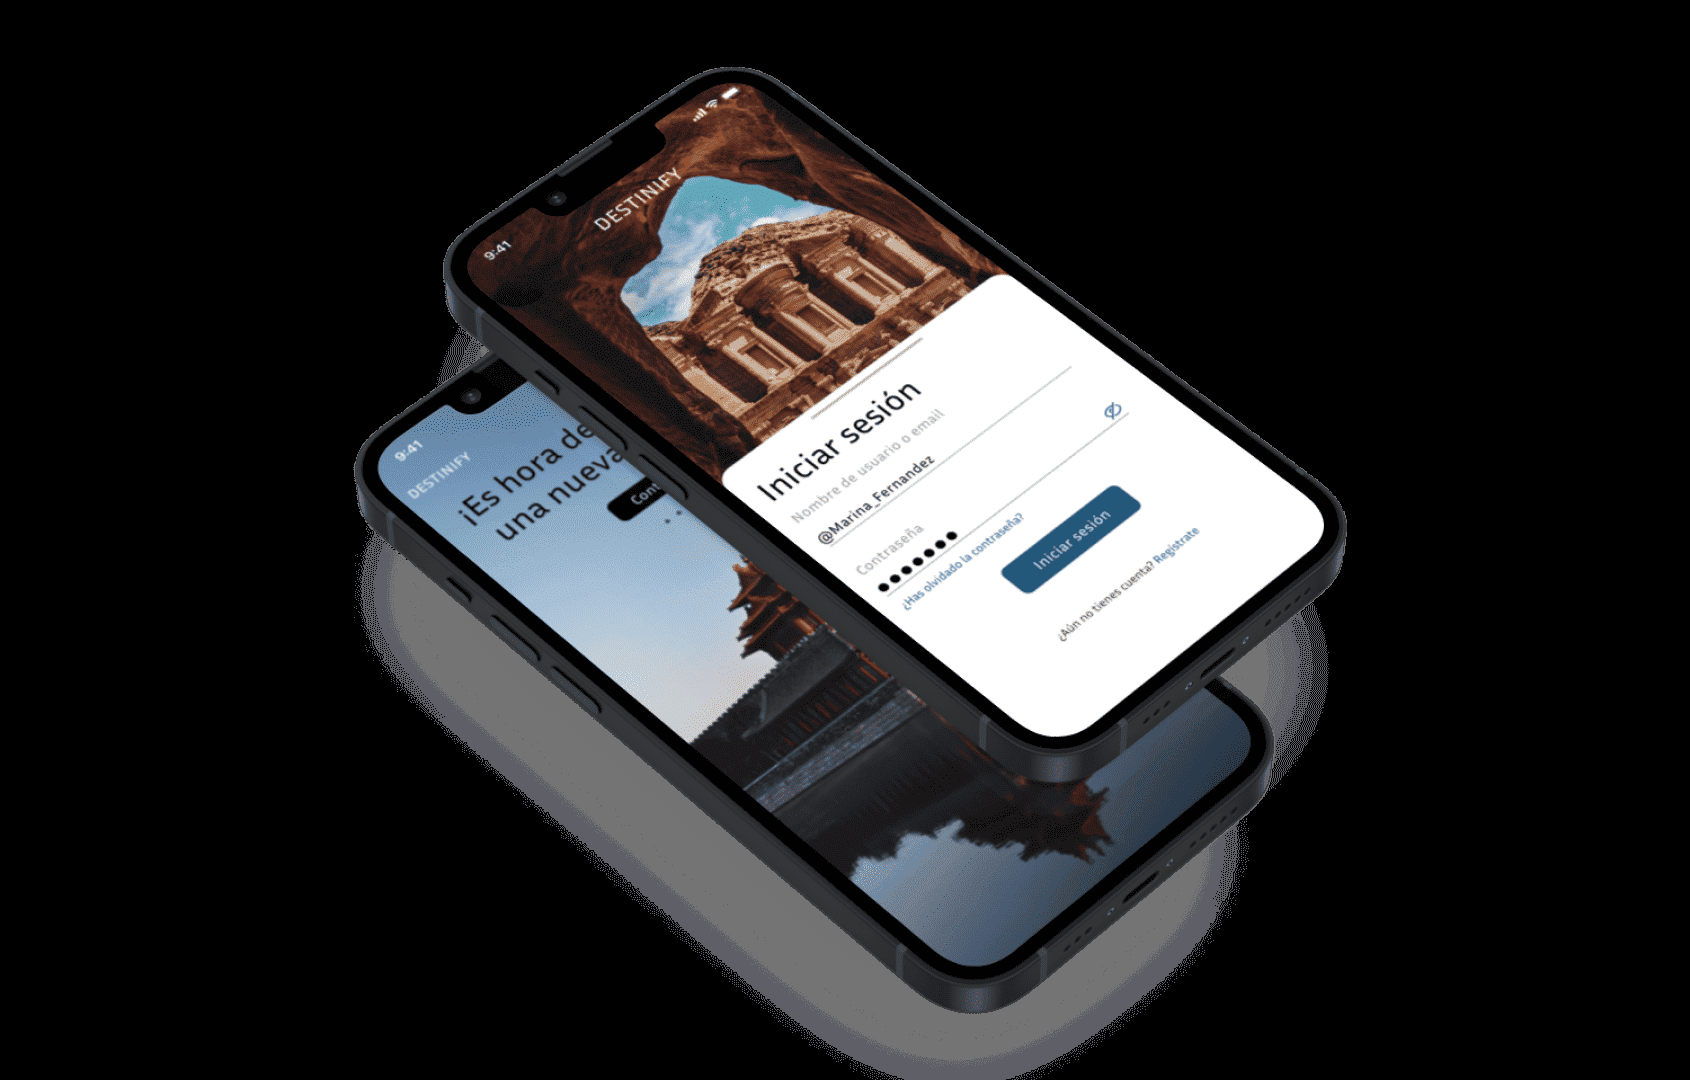 9:41
DESTINIFY
Iniciar sesión
Nombre de usuario o email
@Marina_Fernandez
Contraseña
¿Has olvidado la contraseña?
Iniciar sesión
¿Aún no tienes cuenta? Regístrate
9:41
DESTINIFY
¡Es hora de
una nueva